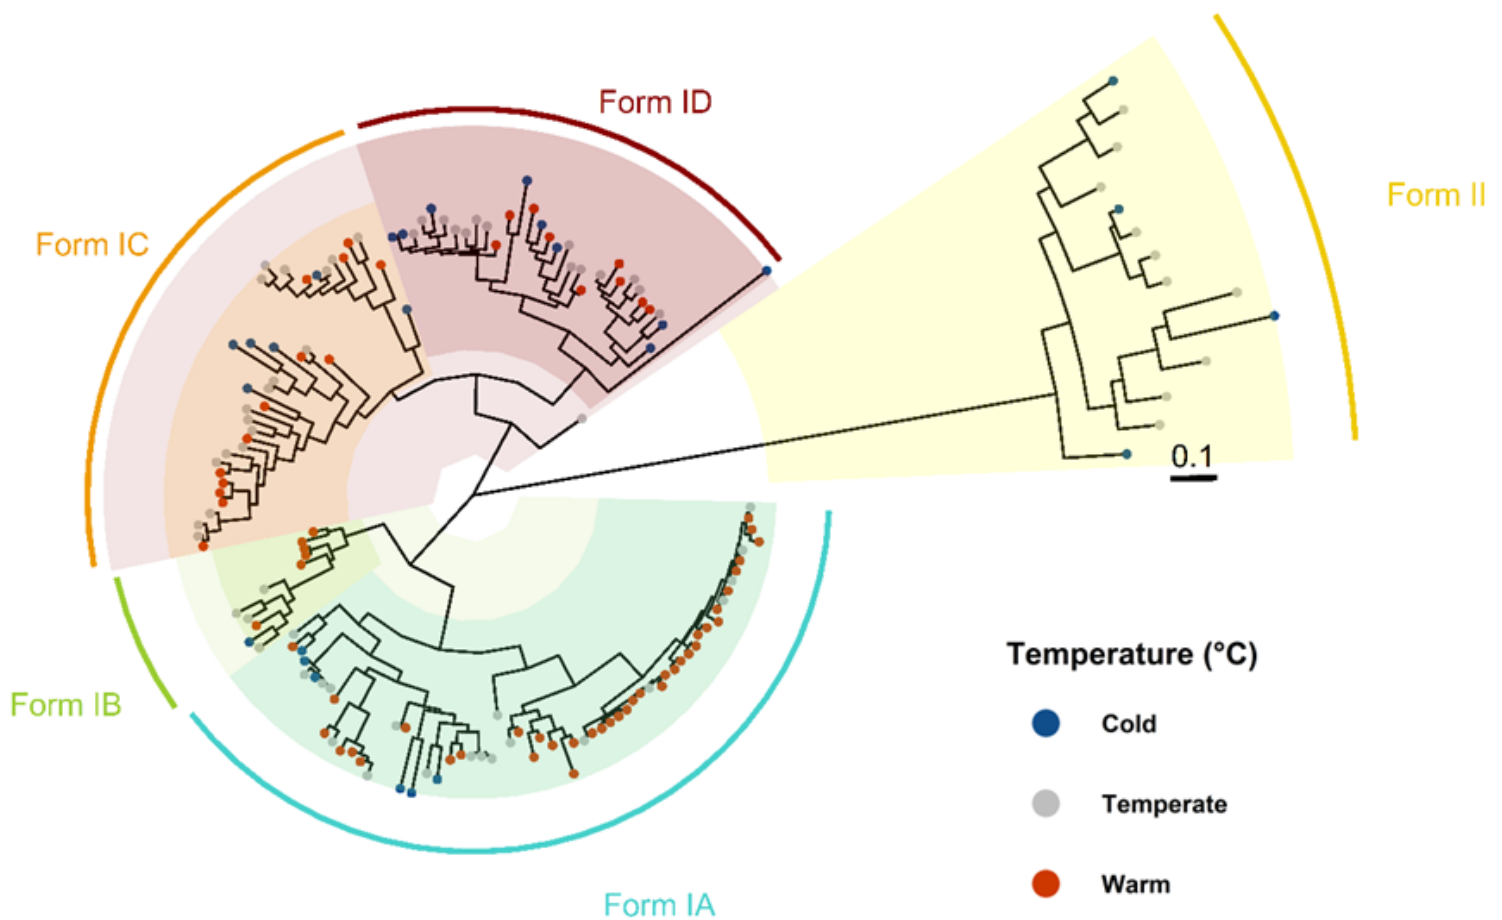 Form ID
Form II
Form IC
0.1
Form IB
Form IA
Temperature (°C)
Cold
Temperate
Warm